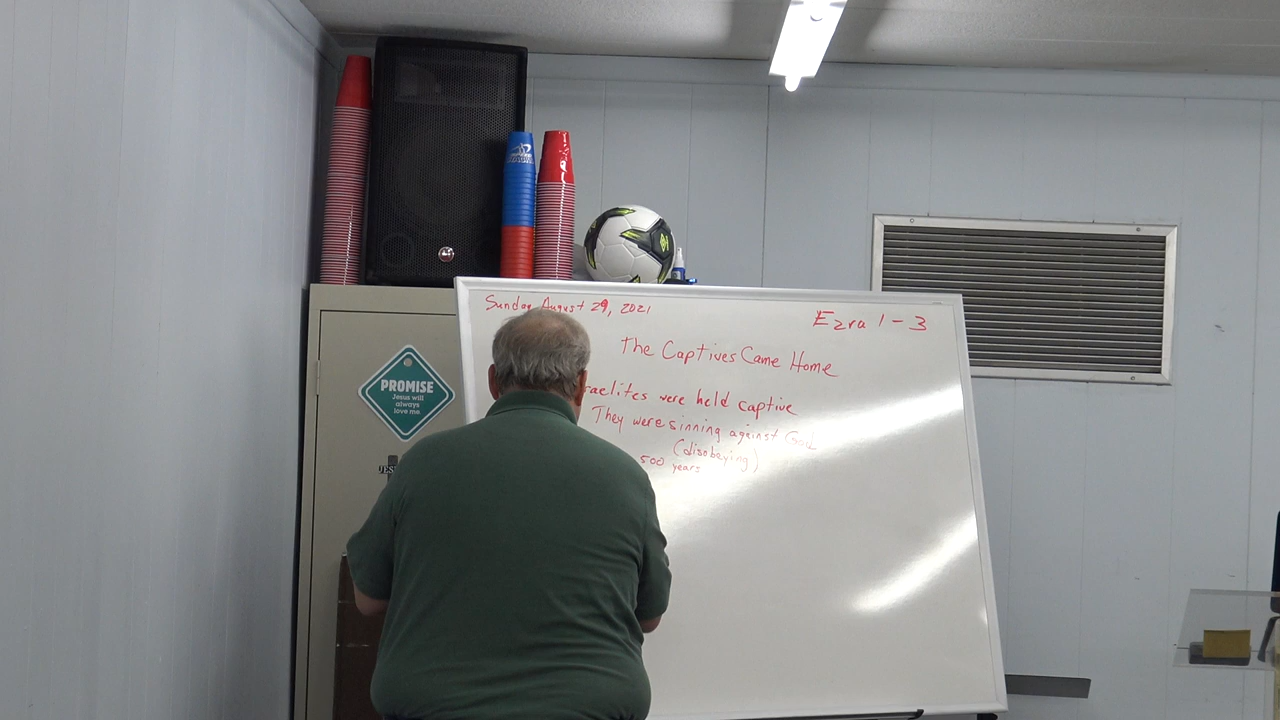 Sunday August 29, 2021
Ezra 1-3
The Captives Came Home
raelites were held captive
They were sinning against God
(disobeying)
500 years
PROMISE
Jesus will
always
love me
JES